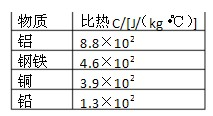 物质 比热C/[J/(kg·℃)]
铝 8.8×10²
钢铁 4.6×10²
铜 3.9×10²
铅 1.3×10²